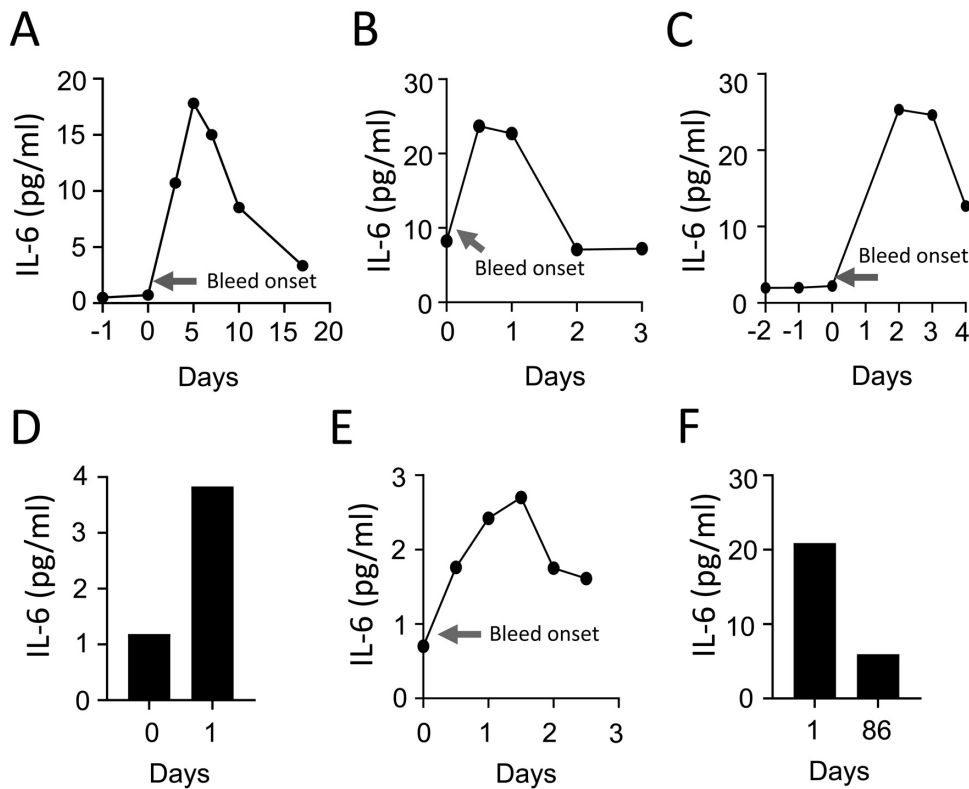 A
IL-6 (pg/ml)
20
15
10
5
0
Bleed onset
-1 0 5 10 15 20
Days
B
IL-6 (pg/ml)
30
20
10
0
Bleed onset
0 1 2 3
Days
C
IL-6 (pg/ml)
30
20
10
0
Bleed onset
-2 -1 0 1 2 3 4
Days
D
IL-6 (pg/ml)
4
3
2
1
0
0 1
Days
E
IL-6 (pg/ml)
3
2
1
0
Bleed onset
0 1 2 3
Days
F
IL-6 (pg/ml)
30
20
10
0
1 86
Days